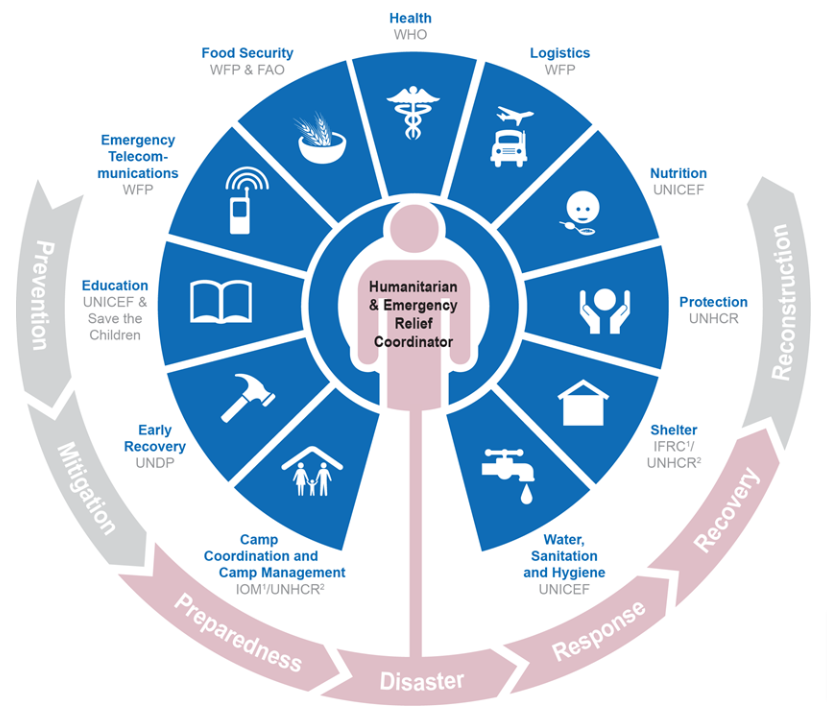 Health
WHO
Food Security
WFP & FAO
Logistics
WFP
Emergency
Telecom-
munications
WFP
Nutrition
UNICEF
Education
UNICEF &
Save the
Children
Humanitarian
& Emergency
Relief
Coordinator
Protection
UNHCR
Early
Recovery
UNDP
Shelter
IFRC¹/
UNHCR²
Camp
Coordination and
Camp Management
IOM¹/UNHCR²
Water,
Sanitation
and Hygiene
UNICEF
Prevention
Mitigation
Preparedness
Disaster
Response
Recovery
Reconstruction